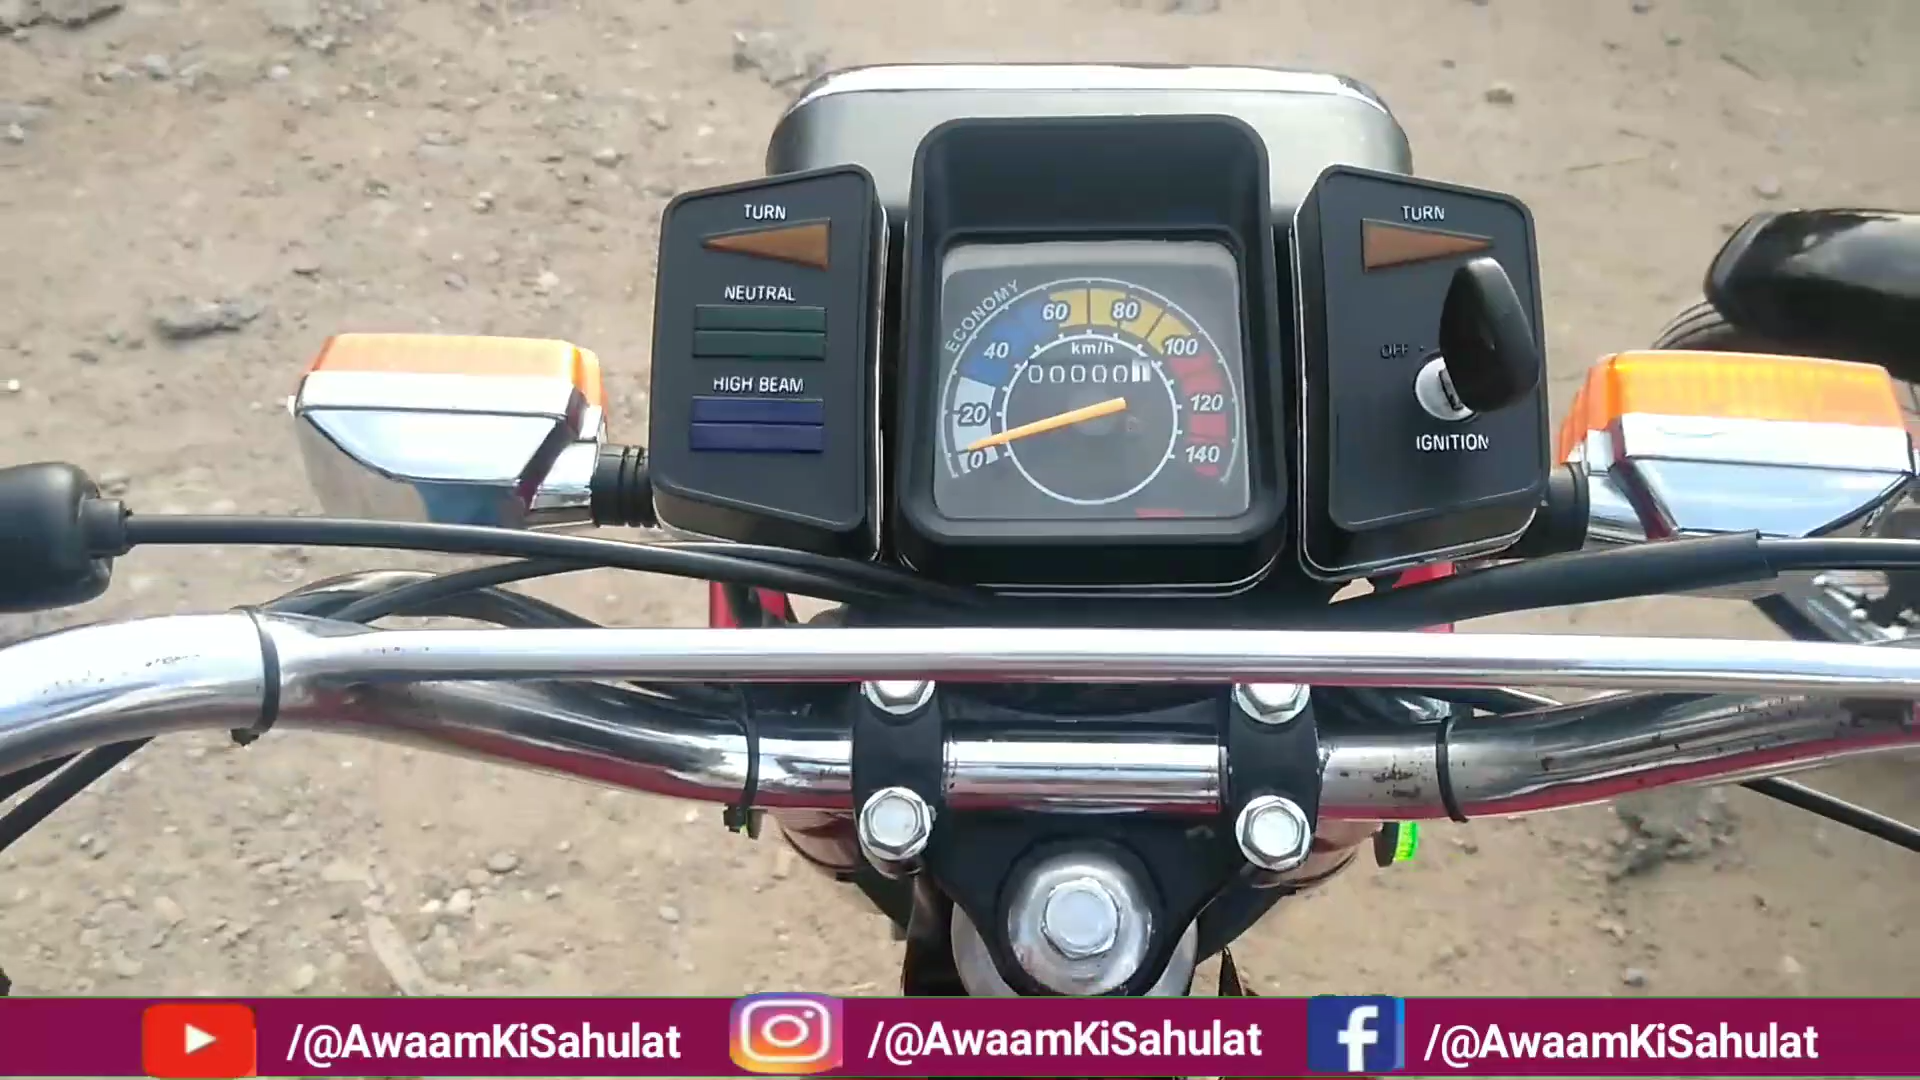 TURN
NEUTRAL
HIGH BEAM
ECONOMY
0
20
40
60
80
100
120
140
km/h
00000
TURN
OFF
IGNITION
/@AwaamKiSahulat
/@AwaamKiSahulat
/@AwaamKiSahulat